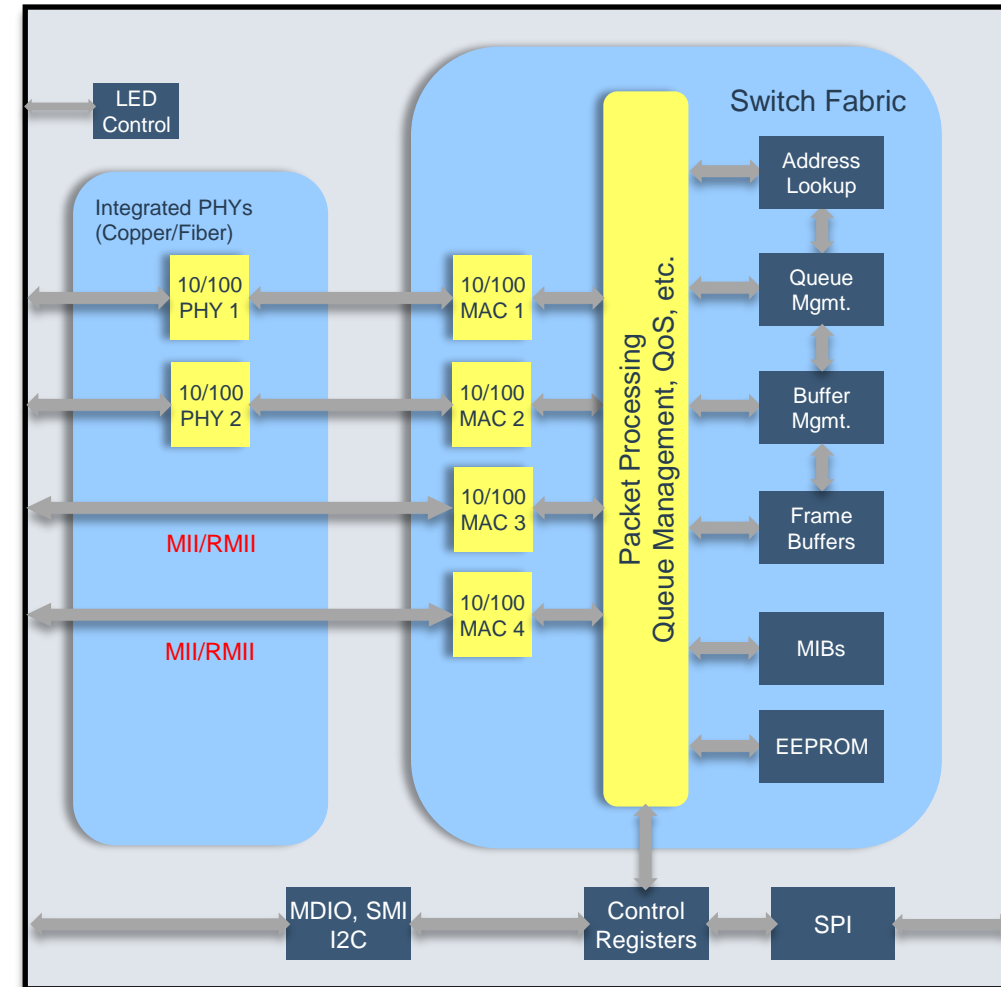 LED
Control
Switch Fabric
Address
Lookup
Integrated PHYs
(Copper/Fiber)
10/100
PHY 1
10/100
MAC 1
Packet Processing
Queue Management, QoS, etc.
Queue
Mgmt.
10/100
PHY 2
10/100
MAC 2
Buffer
Mgmt.
10/100
MAC 3
MII/RMII
Frame
Buffers
10/100
MAC 4
MII/RMII
MIBs
EEPROM
MDIO, SMI
I2C
Control
Registers
SPI